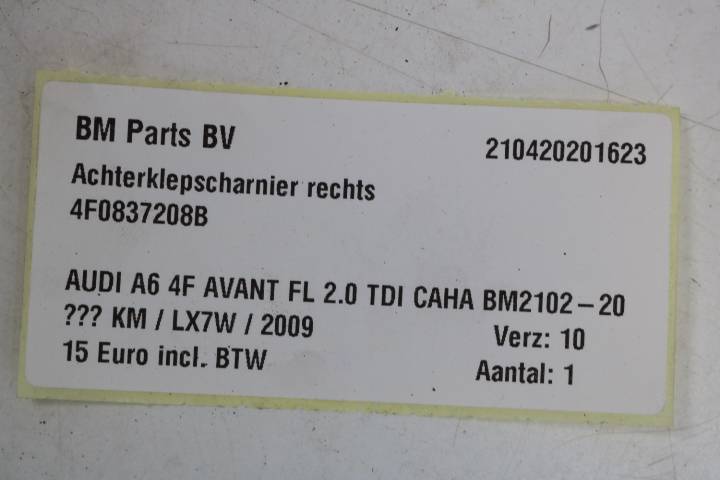 BM Parts BV 210420201623
Achterklepscharnier rechts
4F0837208B
AUDI A6 4F AVANT FL 2.0 TDI CAHA BM2102-20
??? KM / LX7W / 2009 Verz: 10
15 Euro incl. BTW Aantal: 1